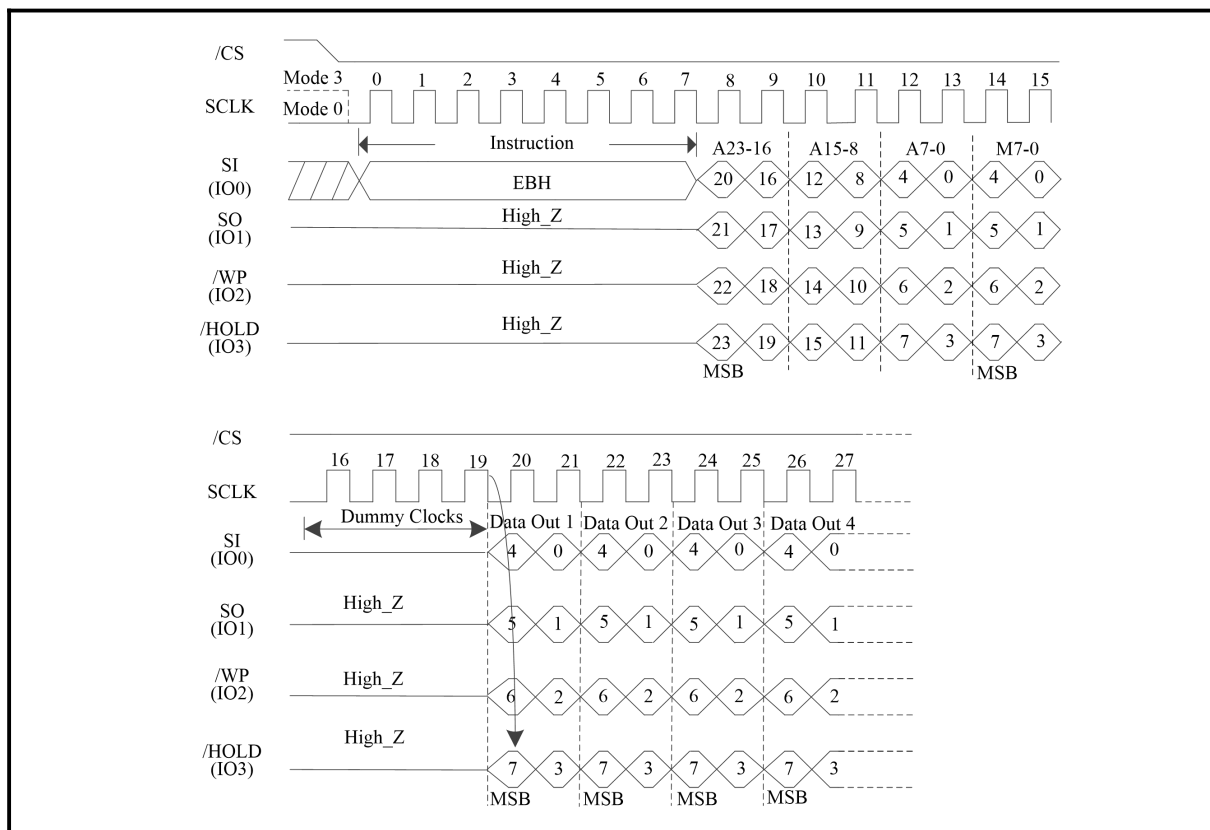 /CS
Mode 3
0 1 2 3 4 5 6 7 8 9 10 11 12 13 14 15
SCLK
Mode 0
Instruction
A23-16 A15-8 A7-0 M7-0
SI
(IO0)
EBH
20 16 12 8 4 0 4 0
SO
(IO1)
High_Z
21 17 13 9 5 1 5 1
/WP
(IO2)
High_Z
22 18 14 10 6 2 6 2
/HOLD
(IO3)
High_Z
23 19 15 11 7 3 7 3
MSB MSB
/CS
16 17 18 19 20 21 22 23 24 25 26 27
SCLK
Dummy Clocks
Data Out 1 Data Out 2 Data Out 3 Data Out 4
SI
(IO0)
4 0 4 0 4 0 4 0
SO
(IO1)
High_Z
5 1 5 1 5 1 5 1
/WP
(IO2)
High_Z
6 2 6 2 6 2 6 2
/HOLD
(IO3)
High_Z
7 3 7 3 7 3 7 3
MSB MSB MSB MSB